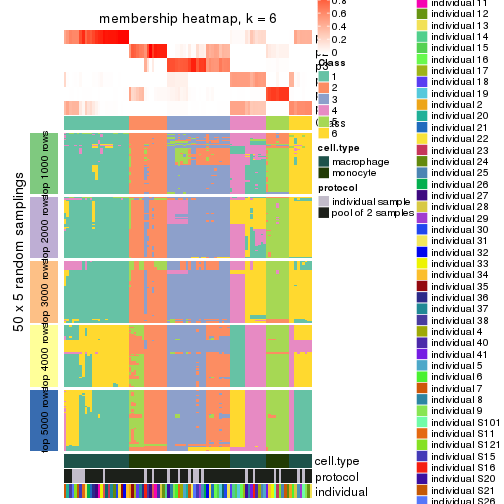 membership heatmap, k = 6
0.8
0.6
0.4
0.2
0
Class
1
2
3
4
6
cell.type
macrophage
monocyte
protocol
individual sample
pool of 2 samples
50 x 5 random samplings
top 1000 rows
top 2000 rows
top 3000 rows
top 4000 rows
top 5000 rows
cell.type
protocol
individual
individual 11
individual 12
individual 13
individual 14
individual 15
individual 16
individual 17
individual 18
individual 19
individual 2
individual 20
individual 21
individual 22
individual 23
individual 24
individual 25
individual 26
individual 27
individual 28
individual 29
individual 30
individual 31
individual 32
individual 33
individual 34
individual 35
individual 36
individual 37
individual 38
individual 4
individual 40
individual 41
individual 5
individual 6
individual 7
individual 8
individual 9
individual S101
individual S11
individual S121
individual S15
individual S16
individual S20
individual S26